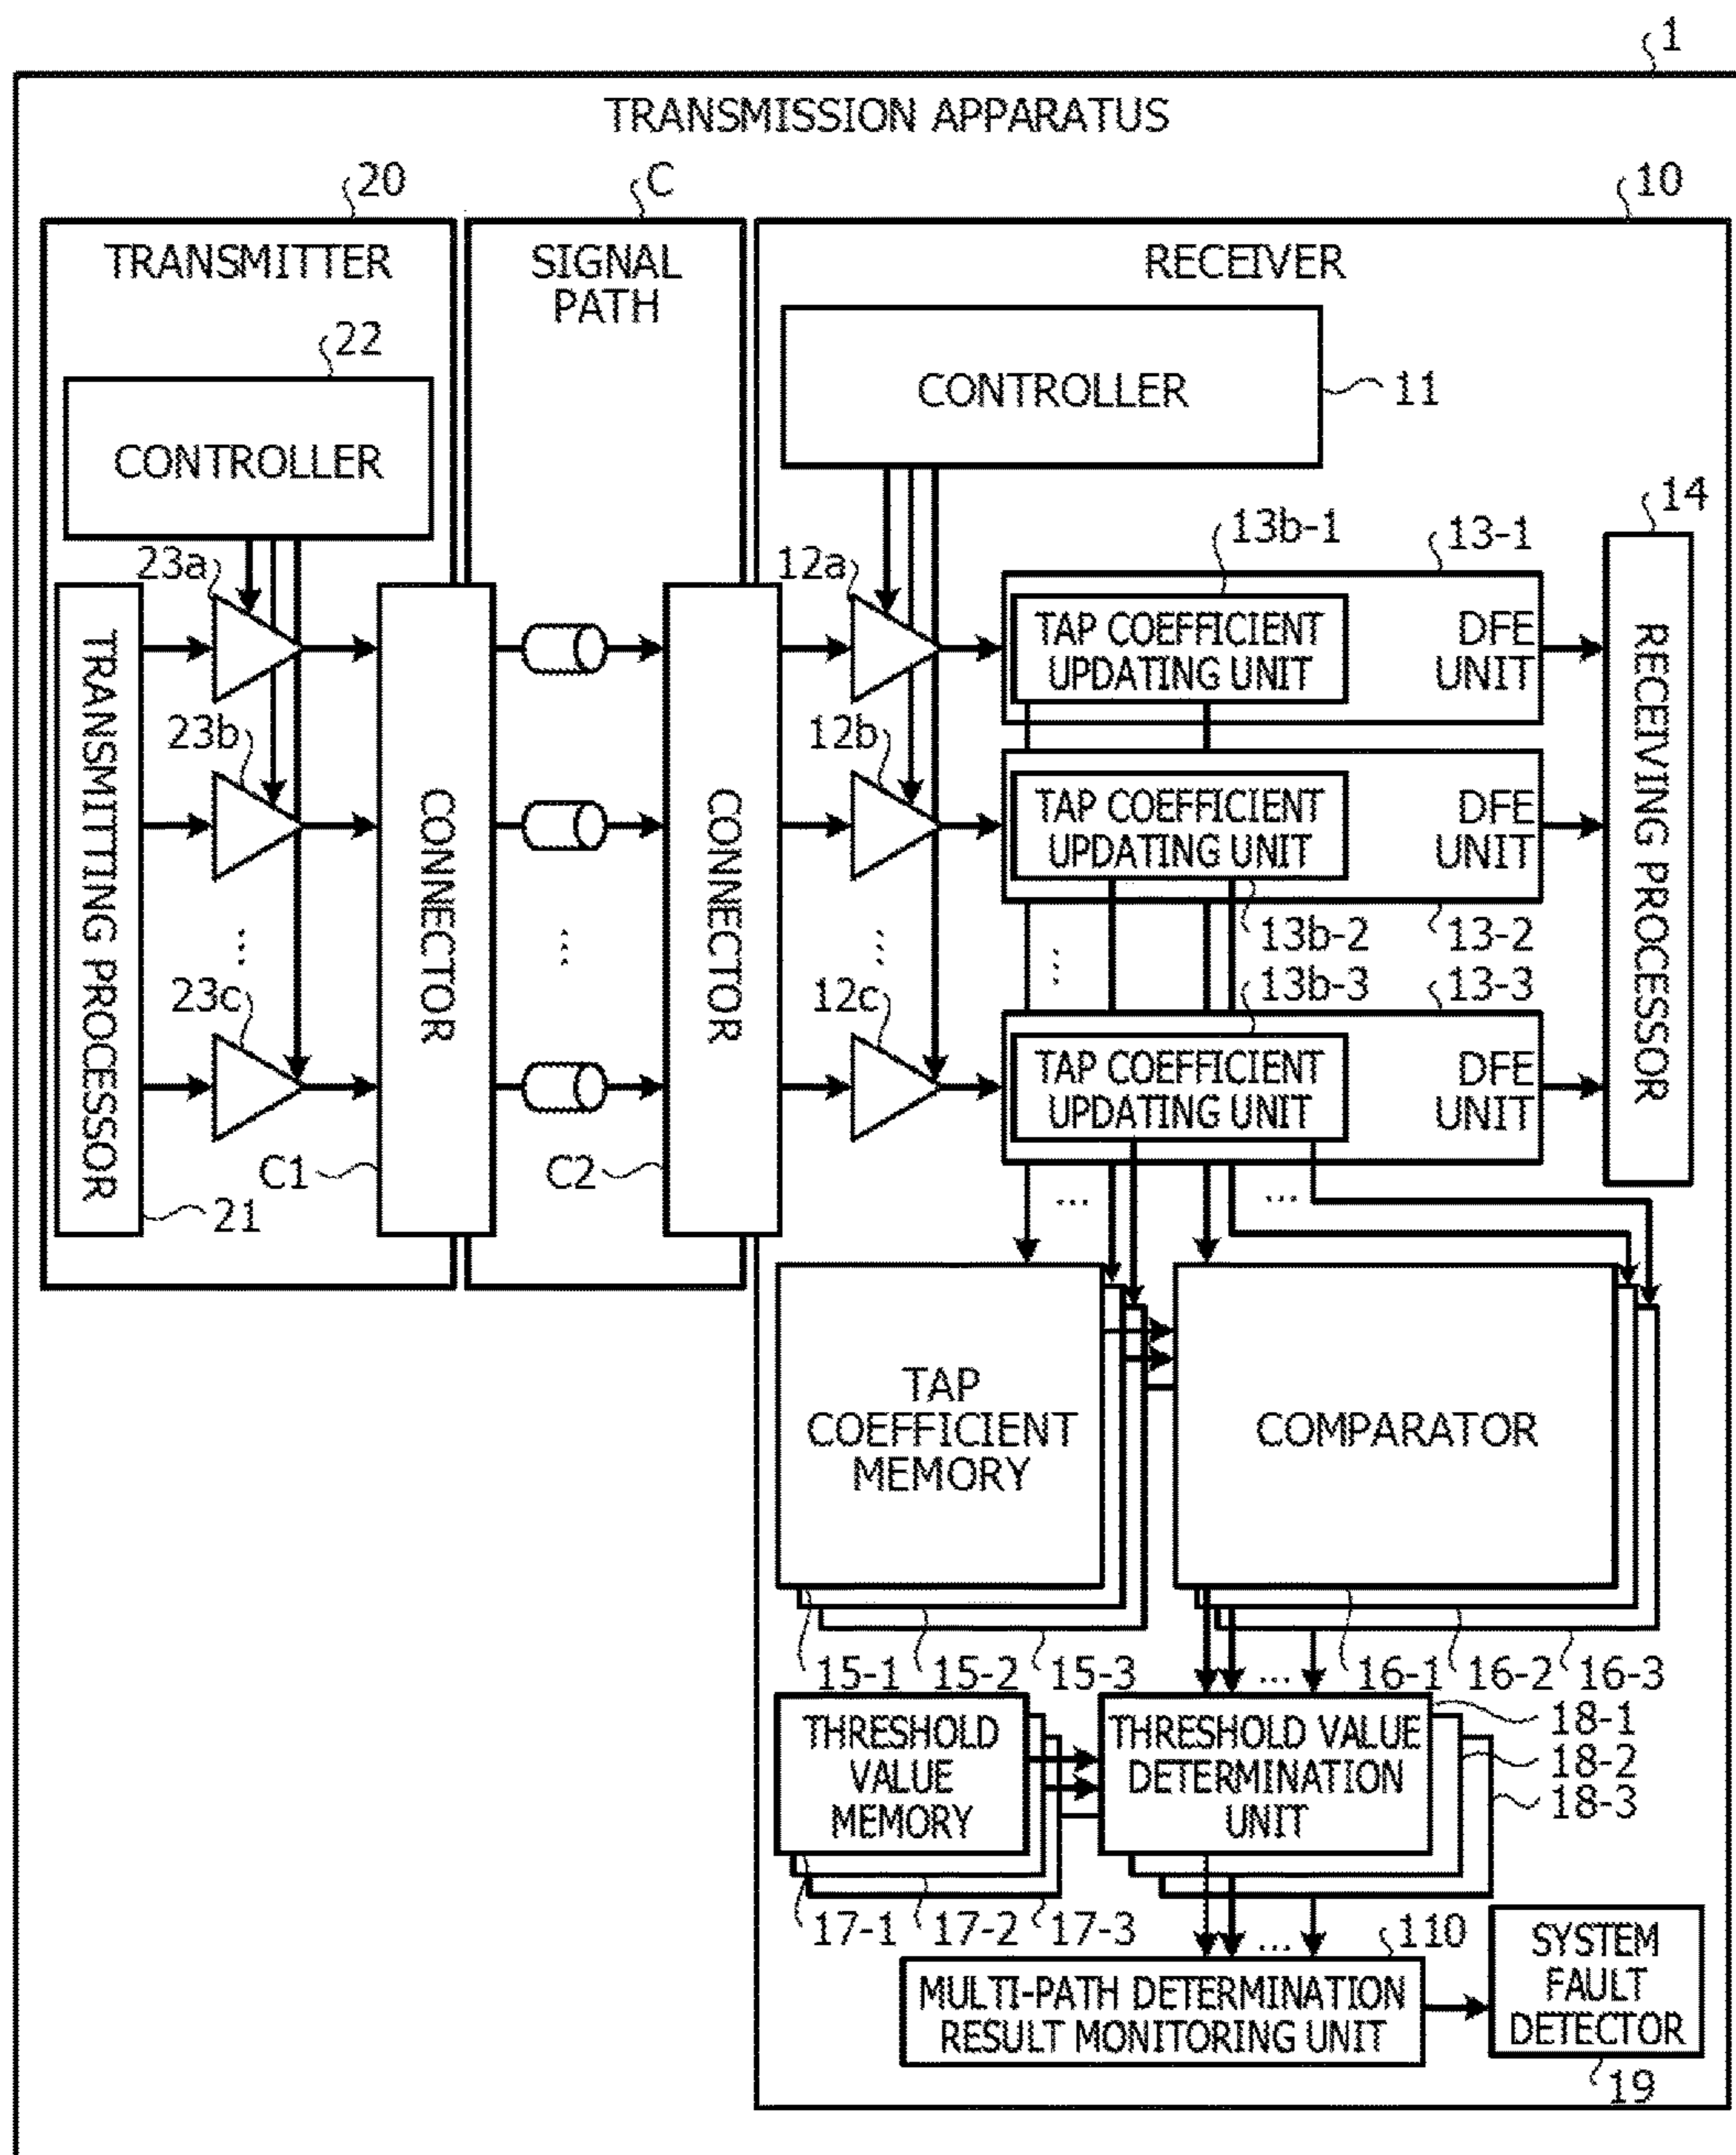 1
TRANSMISSION APPARATUS
20
C
10
TRANSMITTER
SIGNAL
PATH
RECEIVER
22
CONTROLLER
CONTROLLER
11
14
23a
12a
13b-1
13-1
TAP COEFFICIENT
UPDATING UNIT
DFE
UNIT
23b
12b
TAP COEFFICIENT
UPDATING UNIT
DFE
UNIT
TRANSMITTING PROCESSOR
CONNECTOR
CONNECTOR
RECEIVING PROCESSOR
...
...
...
...
13b-2
13-2
23c
12c
13b-3
13-3
TAP COEFFICIENT
UPDATING UNIT
DFE
UNIT
C1
C2
21
...
...
TAP
COEFFICIENT
MEMORY
COMPARATOR
15-1
15-2
15-3
...
16-1
16-2
16-3
THRESHOLD
VALUE
MEMORY
THRESHOLD VALUE
DETERMINATION
UNIT
18-1
18-2
18-3
17-1
17-2
17-3
...
110
MULTI-PATH DETERMINATION
RESULT MONITORING UNIT
SYSTEM
FAULT
DETECTOR
19